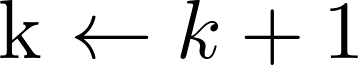 k ← k + 1